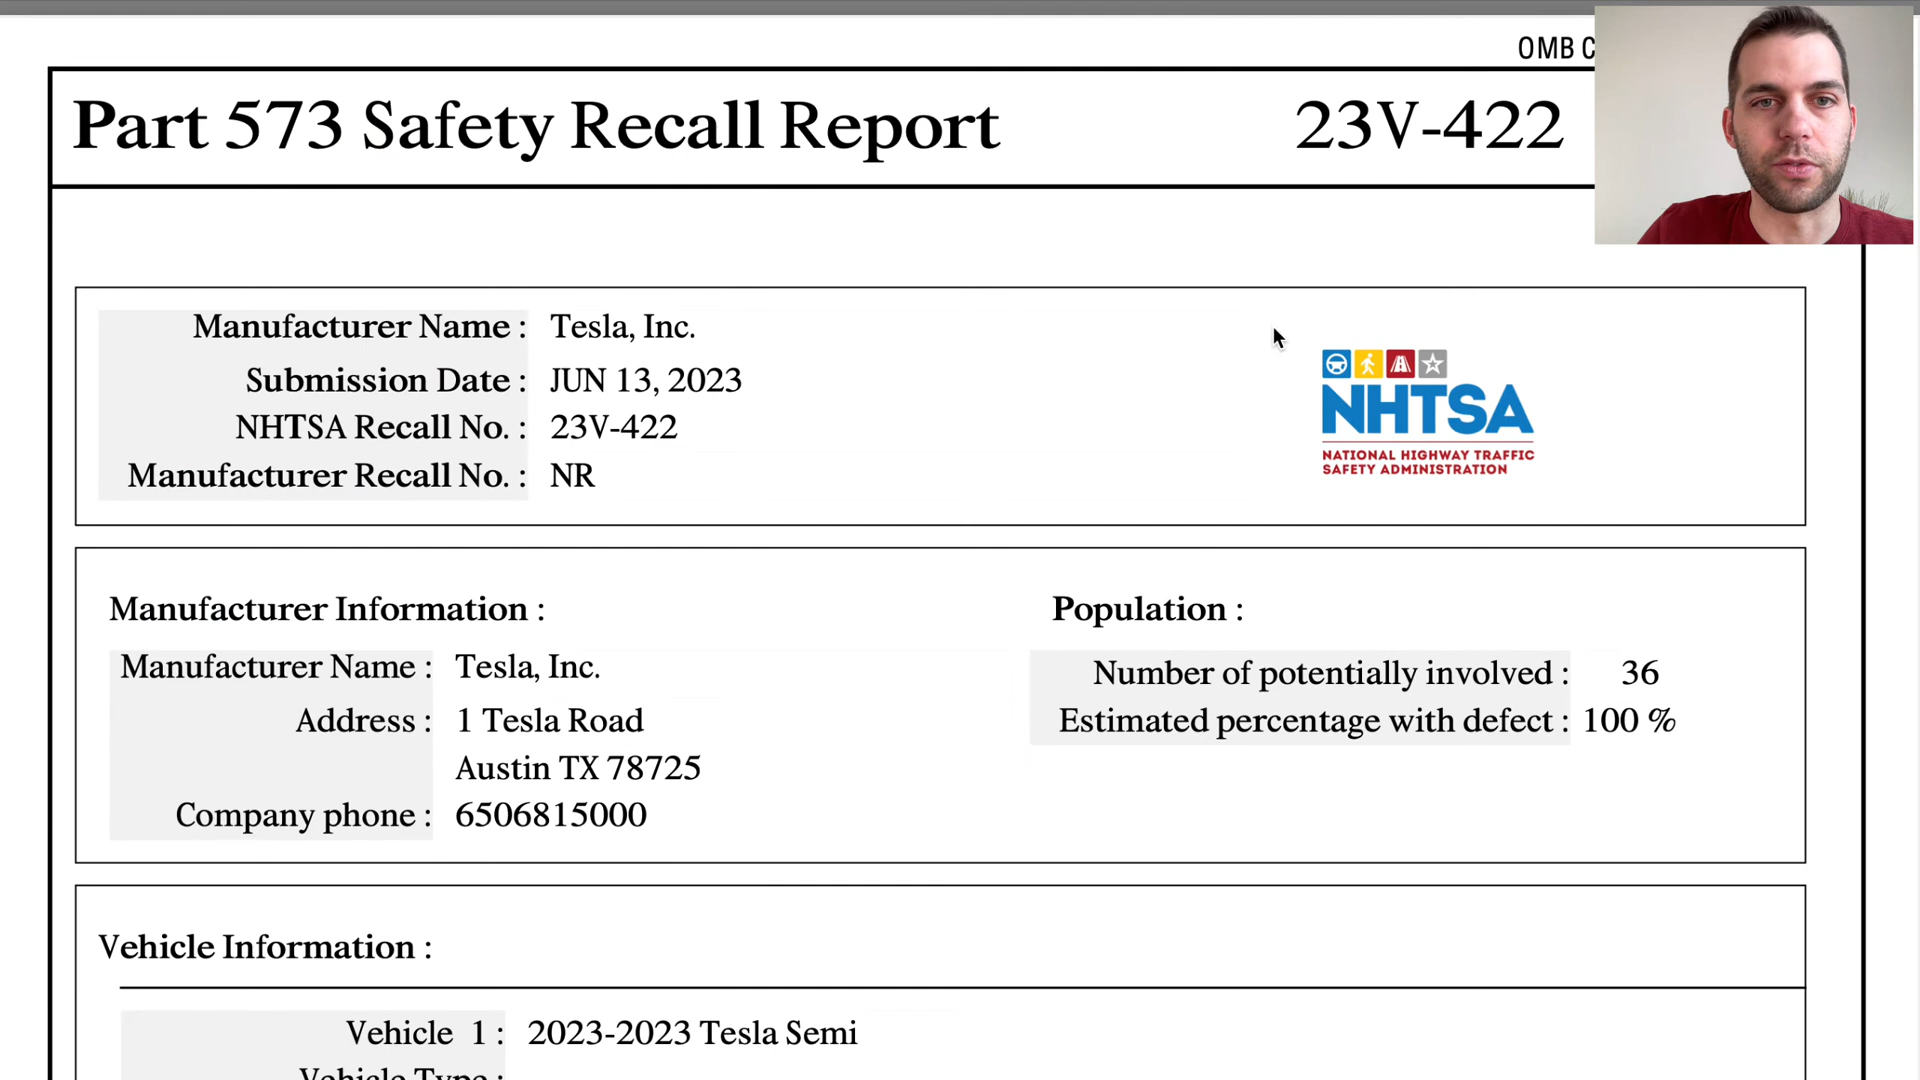 OMB C
Part 573 Safety Recall Report 23V-422
Manufacturer Name : Tesla, Inc.
Submission Date : JUN 13, 2023
NHTSA Recall No. : 23V-422
Manufacturer Recall No. : NR
NHTSA
NATIONAL HIGHWAY TRAFFIC
SAFETY ADMINISTRATION
Manufacturer Information :
Manufacturer Name : Tesla, Inc.
Address : 1 Tesla Road
Austin TX 78725
Company phone : 6506815000
Population :
Number of potentially involved : 36
Estimated percentage with defect : 100 %
Vehicle Information :
Vehicle 1 : 2023-2023 Tesla Semi
Vehicle Type :